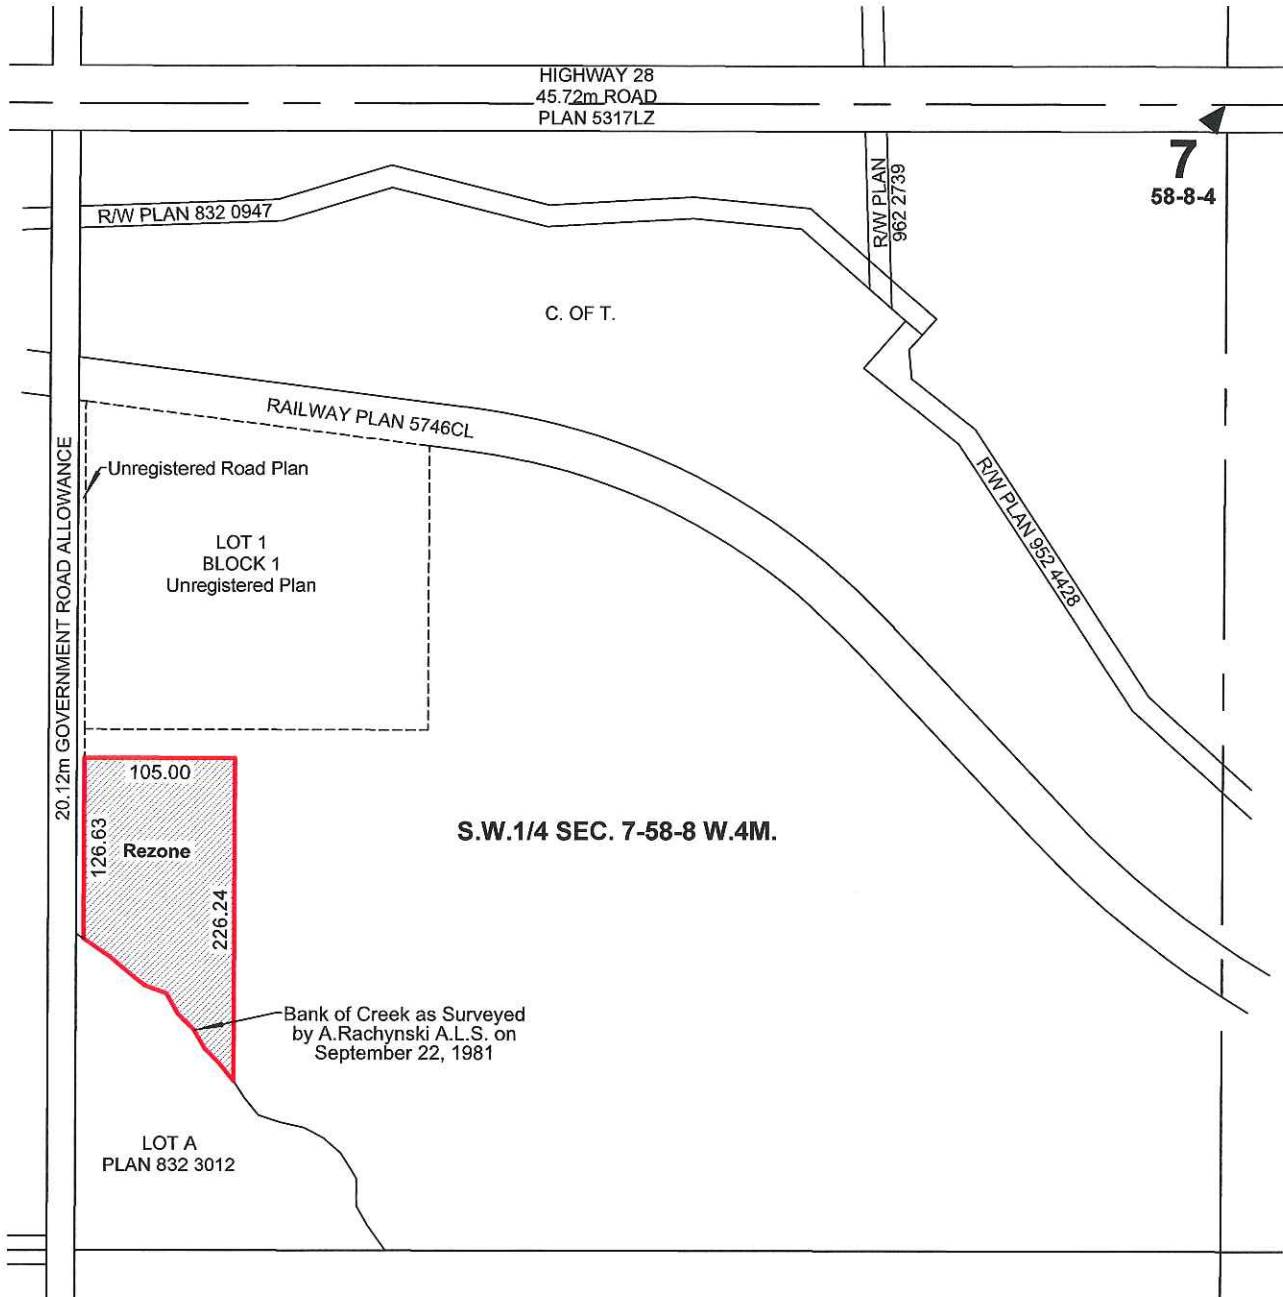 HIGHWAY 28
45.72m ROAD
PLAN 5317LZ
7
58-8-4
R/W PLAN
962 2739
R/W PLAN 832 0947
C. OF T.
RAILWAY PLAN 5746CL
Unregistered Road Plan
R/W PLAN 952 4428
LOT 1
BLOCK 1
Unregistered Plan
20.12m GOVERNMENT ROAD ALLOWANCE
105.00
126.63
Rezone
226.24
S.W.1/4 SEC. 7-58-8 W.4M.
Bank of Creek as Surveyed
by A.Rachynski A.L.S. on
September 22, 1981
LOT A
PLAN 832 3012